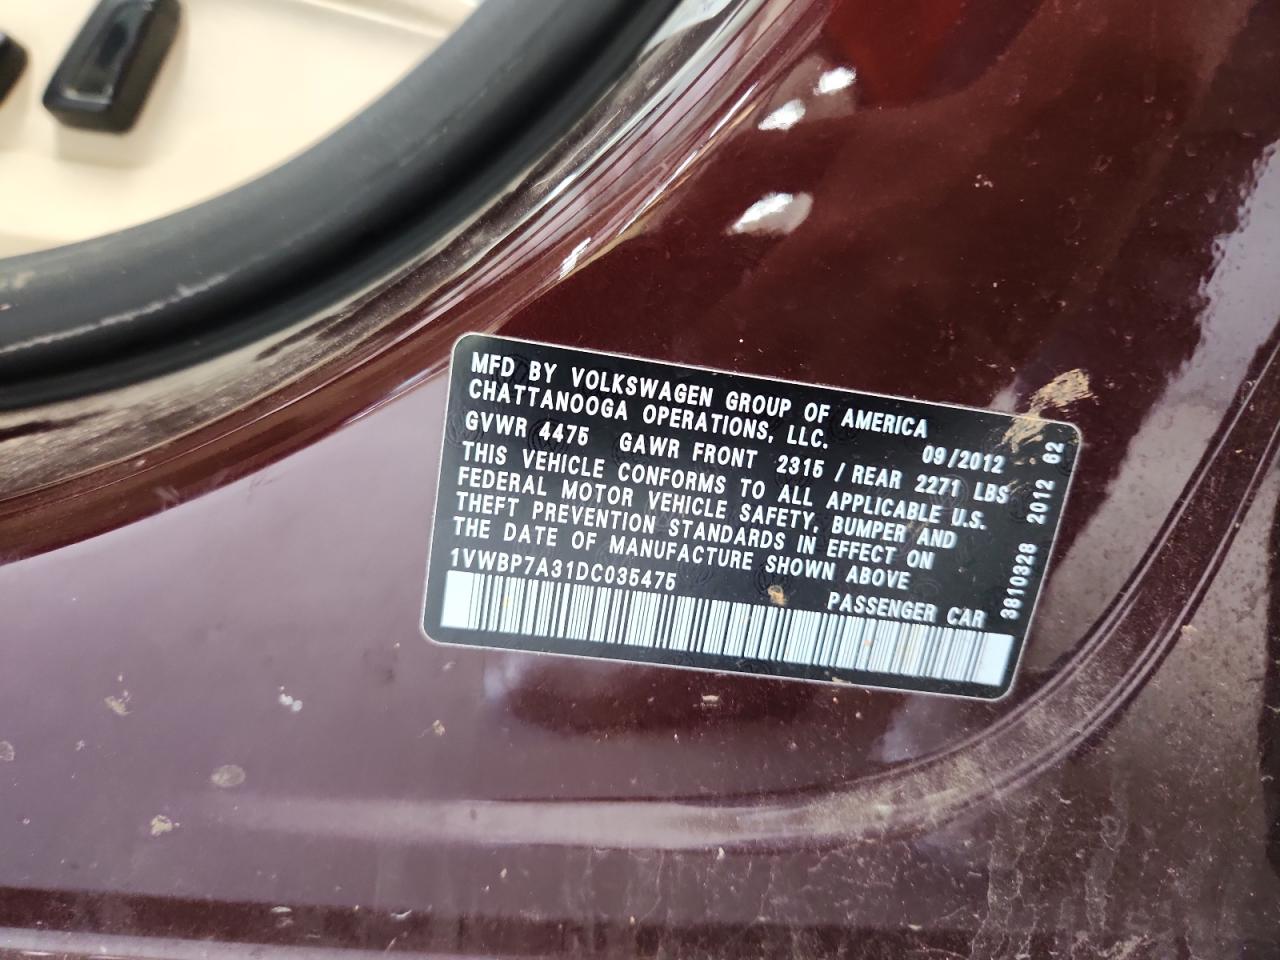 MFD BY VOLKSWAGEN GROUP OF AMERICA
CHATTANOOGA OPERATIONS, LLC.
09/2012
GVWR 4475 GAWR FRONT 2315 / REAR 2271 LBS
THIS VEHICLE CONFORMS TO ALL APPLICABLE U.S.
FEDERAL MOTOR VEHICLE SAFETY, BUMPER AND
THEFT PREVENTION STANDARDS IN EFFECT ON
THE DATE OF MANUFACTURE SHOWN ABOVE
1VWBP7A31DC035475
PASSENGER CAR
3810328 2012 62